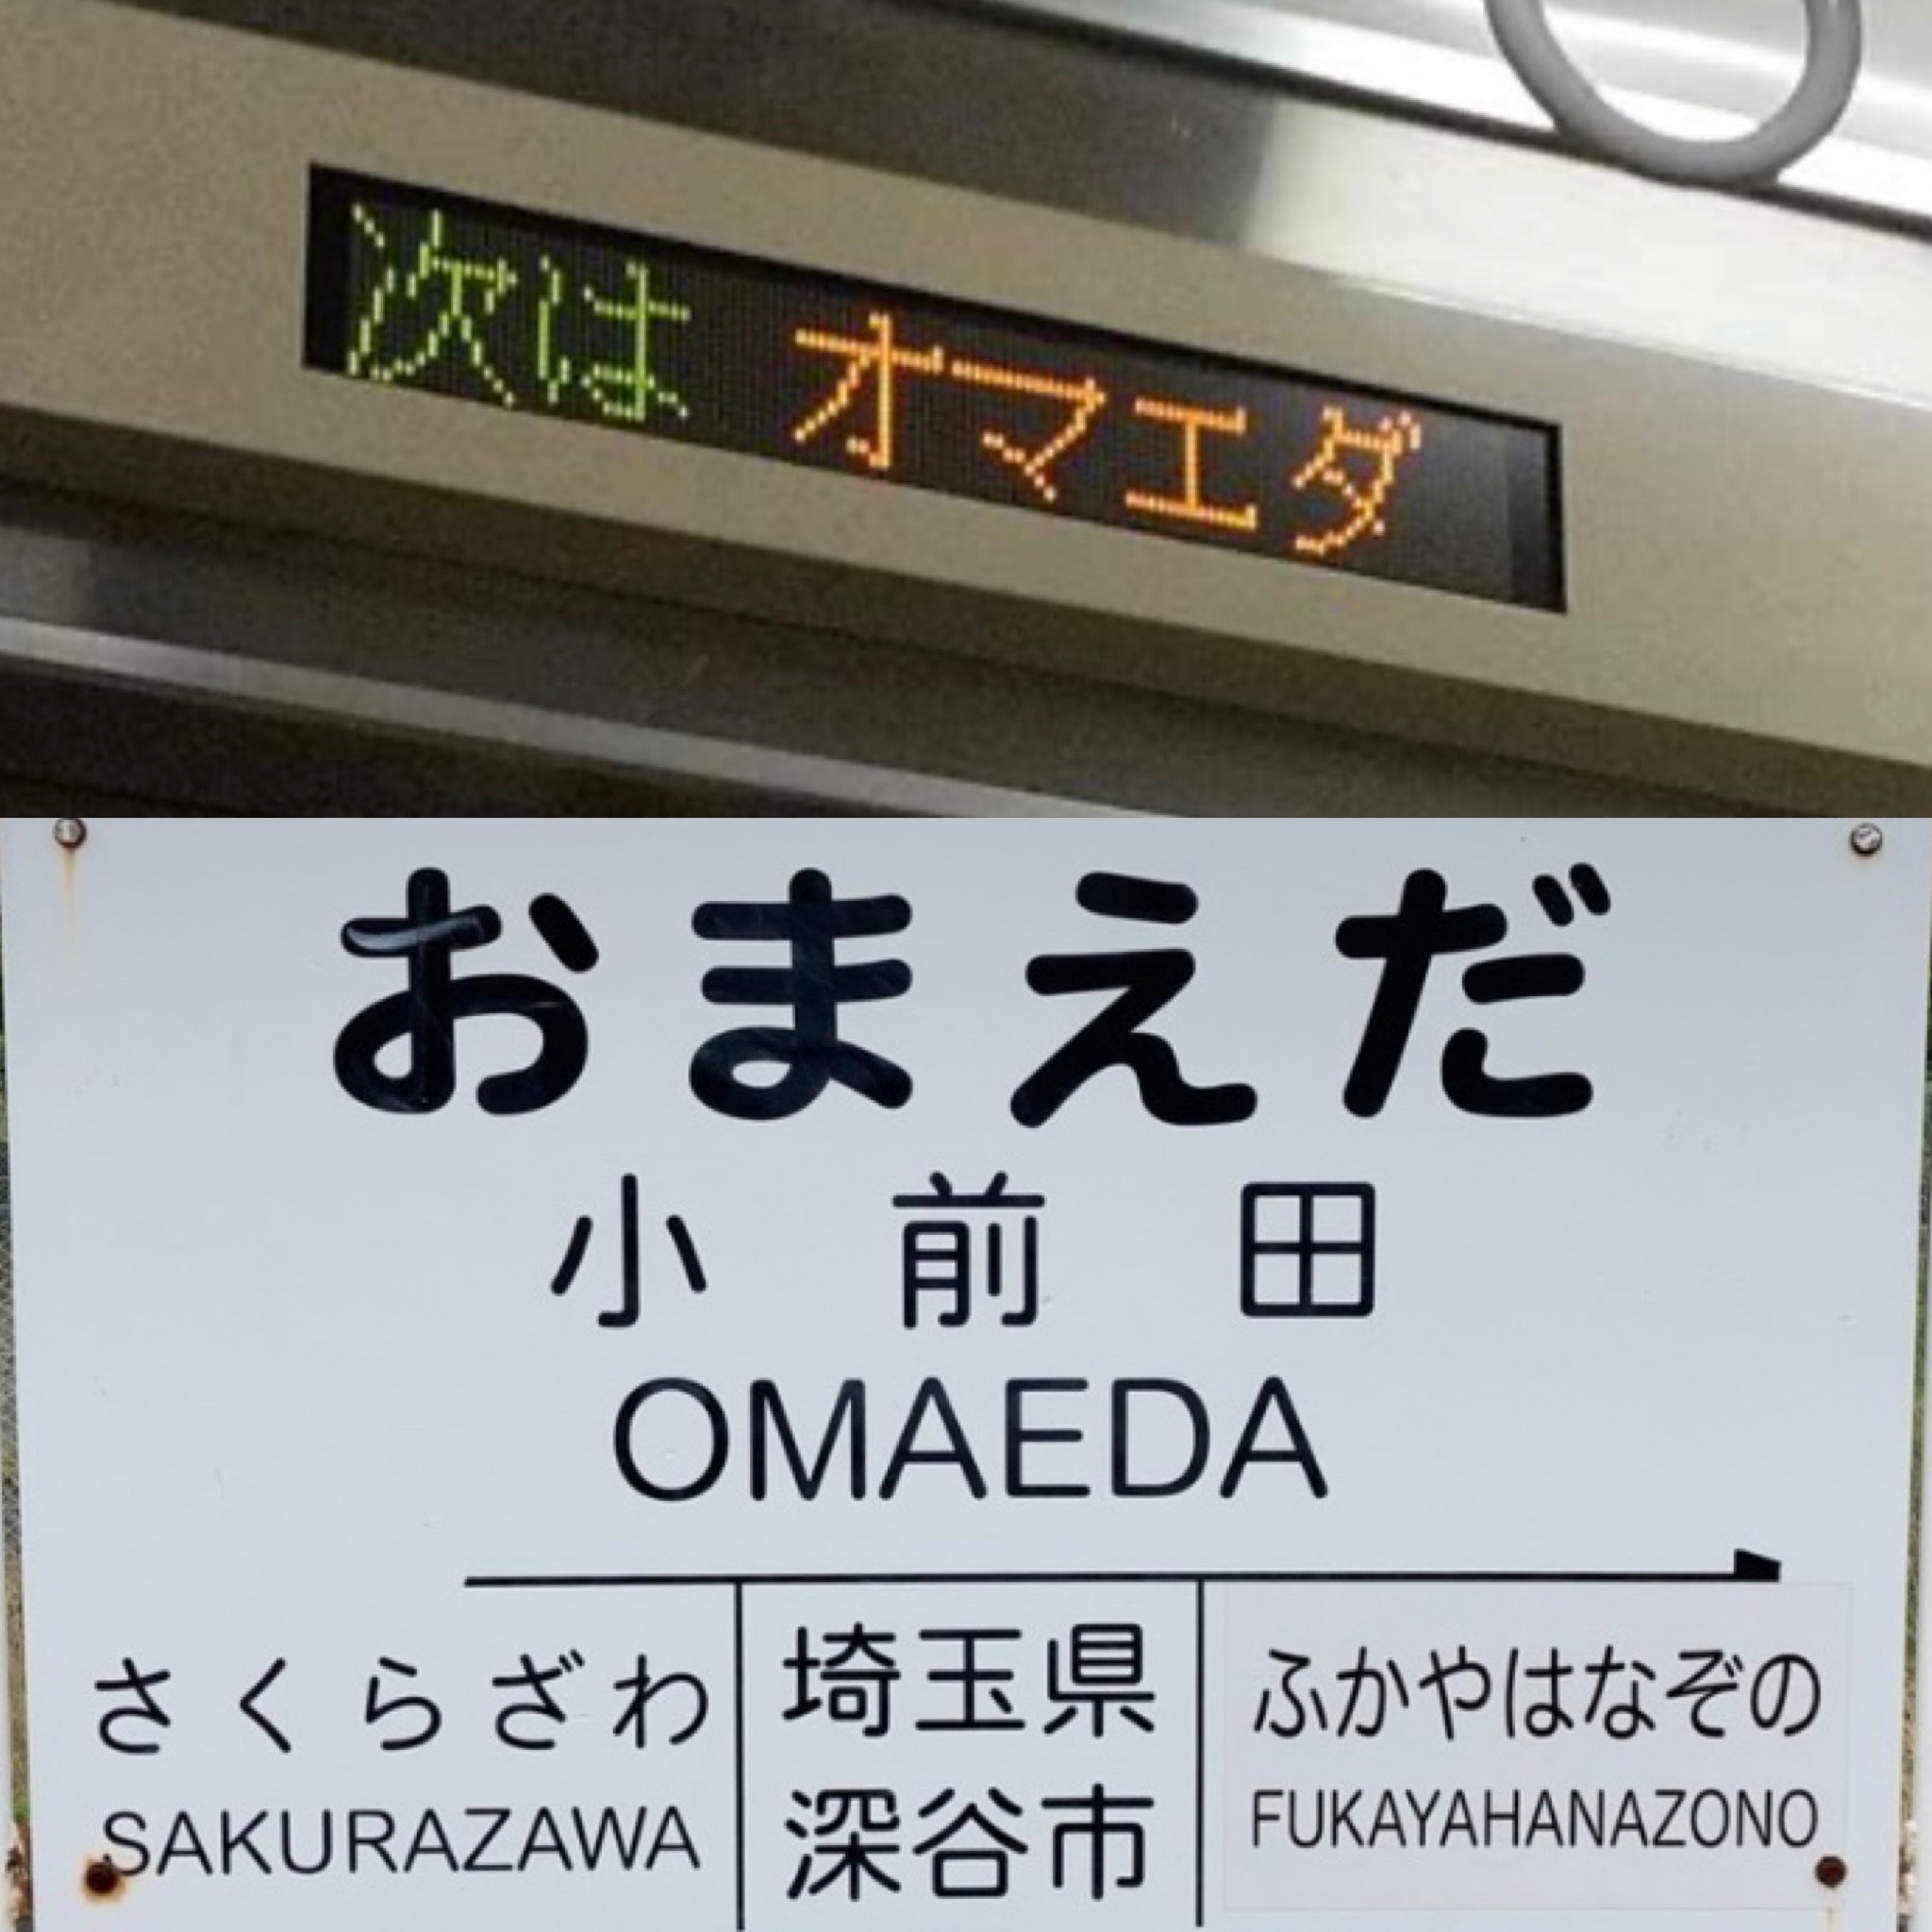 次は オマエダ
おまえだ
小前田
OMAEDA
さくらざわ
SAKURAZAWA
埼玉県
深谷市
ふかやはなぞの
FUKAYAHANAZONO